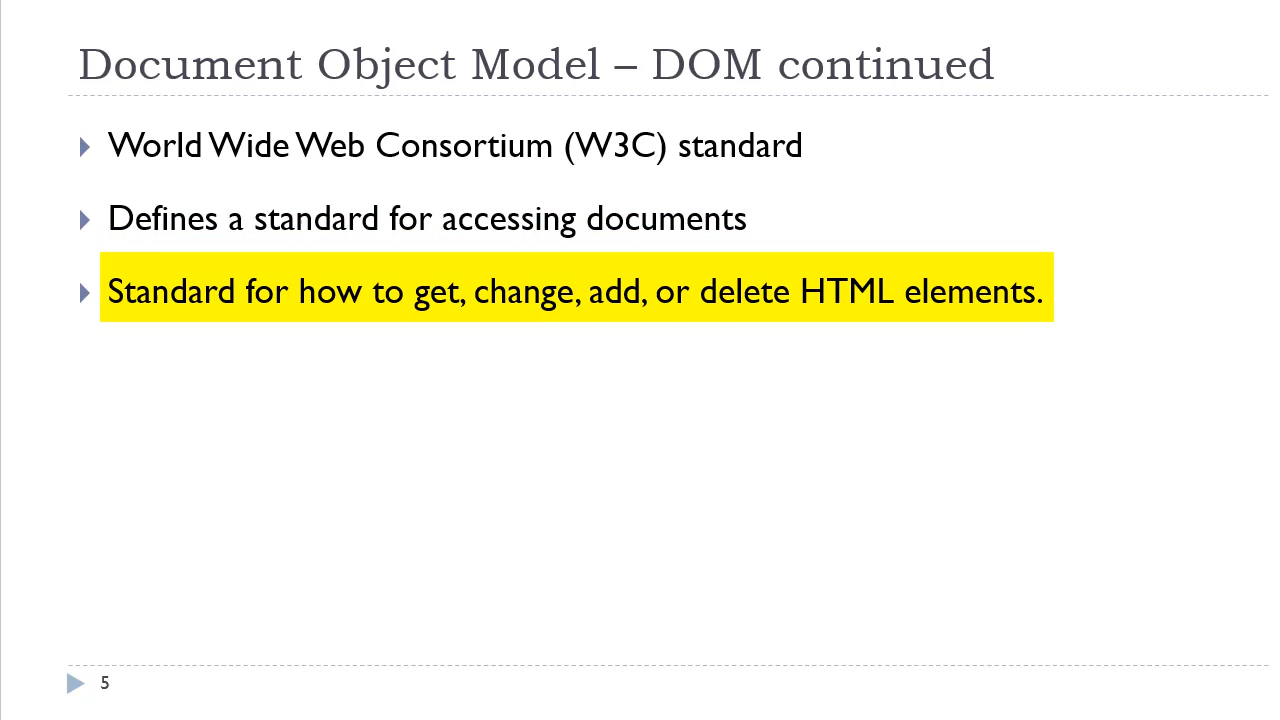 Document Object Model – DOM continued
World Wide Web Consortium (W3C) standard
Defines a standard for accessing documents
Standard for how to get, change, add, or delete HTML elements.
5